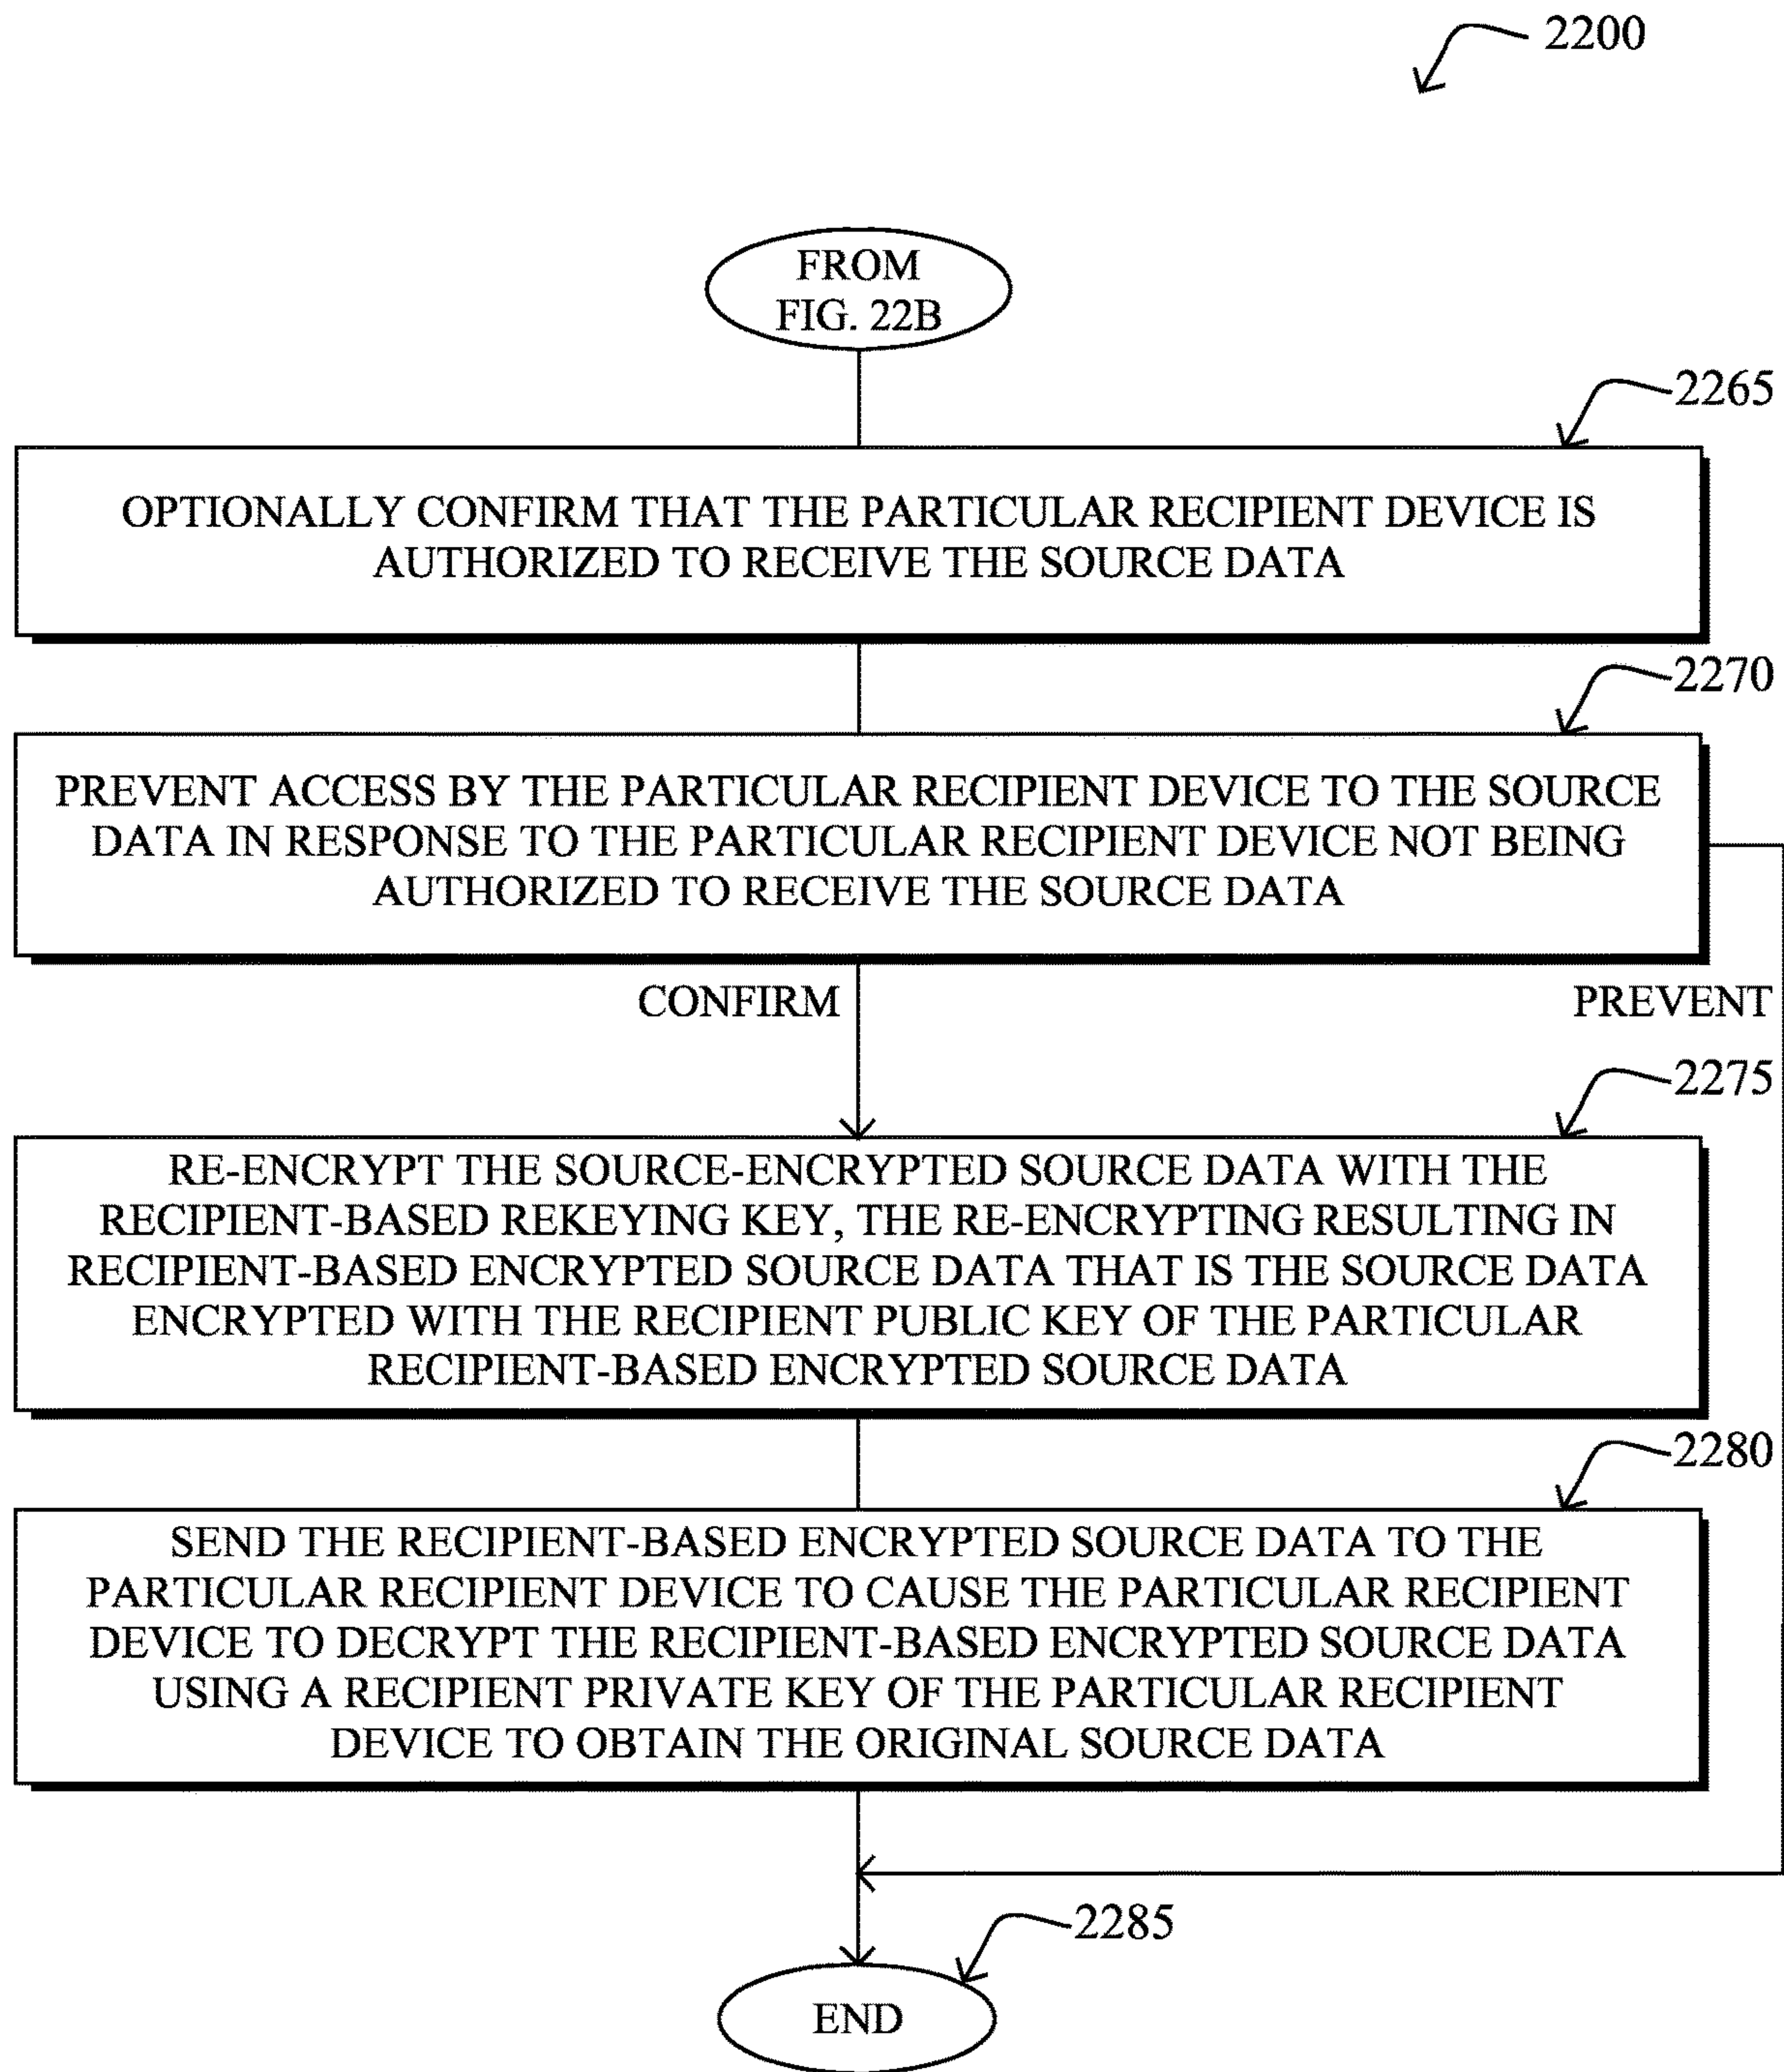 2200
FROM
FIG. 22B
2265
OPTIONALLY CONFIRM THAT THE PARTICULAR RECIPIENT DEVICE IS
AUTHORIZED TO RECEIVE THE SOURCE DATA
2270
PREVENT ACCESS BY THE PARTICULAR RECIPIENT DEVICE TO THE SOURCE
DATA IN RESPONSE TO THE PARTICULAR RECIPIENT DEVICE NOT BEING
AUTHORIZED TO RECEIVE THE SOURCE DATA
CONFIRM
PREVENT
2275
RE-ENCRYPT THE SOURCE-ENCRYPTED SOURCE DATA WITH THE
RECIPIENT-BASED REKEYING KEY, THE RE-ENCRYPTING RESULTING IN
RECIPIENT-BASED ENCRYPTED SOURCE DATA THAT IS THE SOURCE DATA
ENCRYPTED WITH THE RECIPIENT PUBLIC KEY OF THE PARTICULAR
RECIPIENT-BASED ENCRYPTED SOURCE DATA
2280
SEND THE RECIPIENT-BASED ENCRYPTED SOURCE DATA TO THE
PARTICULAR RECIPIENT DEVICE TO CAUSE THE PARTICULAR RECIPIENT
DEVICE TO DECRYPT THE RECIPIENT-BASED ENCRYPTED SOURCE DATA
USING A RECIPIENT PRIVATE KEY OF THE PARTICULAR RECIPIENT
DEVICE TO OBTAIN THE ORIGINAL SOURCE DATA
2285
END